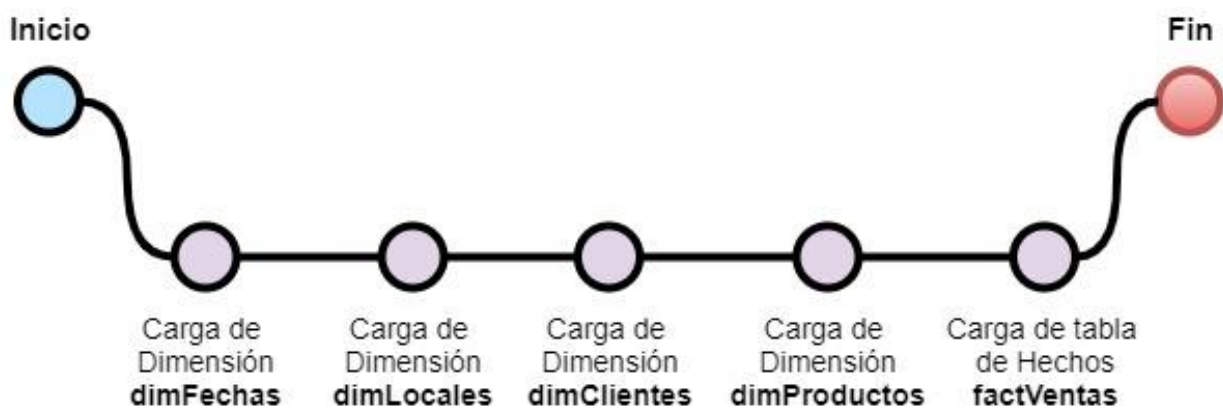 Inicio
Fin
Carga de
Dimensión
dimFechas
Carga de
Dimensión
dimLocales
Carga de
Dimensión
dimClientes
Carga de
Dimensión
dimProductos
Carga de tabla
de Hechos
factVentas